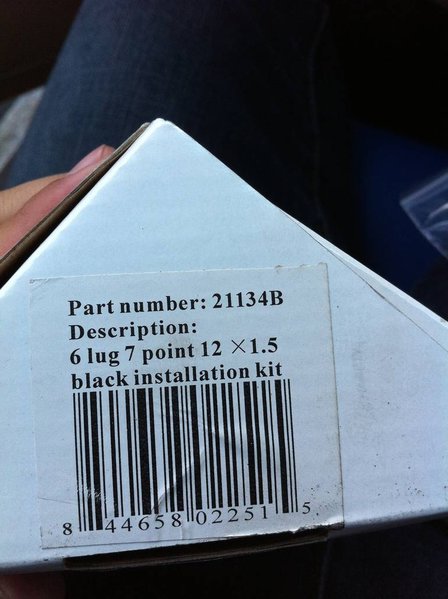 Part number: 21134B
Description:
6 lug 7 point 12 ×1.5
black installation kit
8 44658 02251 5